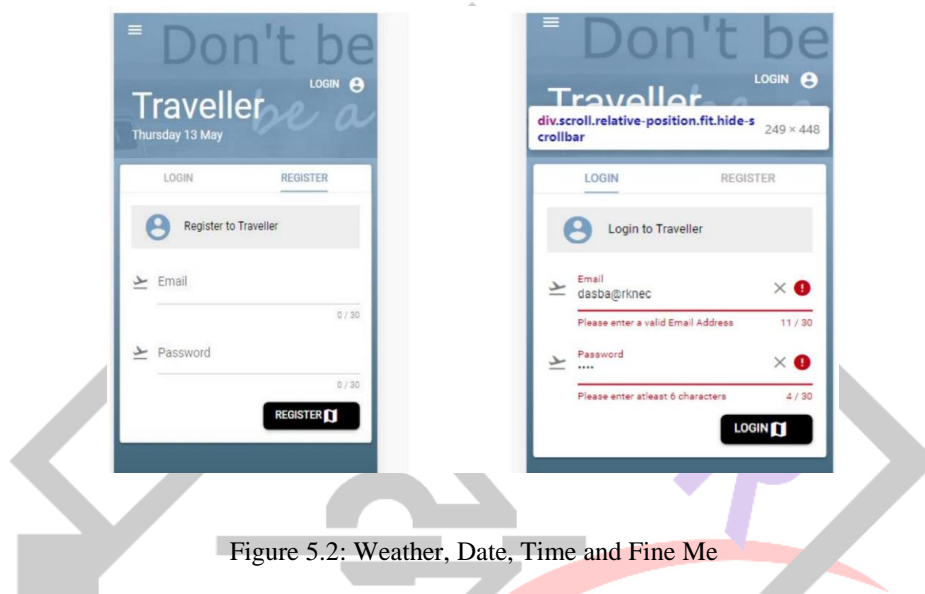 Don't be
be a
LOGIN
Traveller
Thursday 13 May
LOGIN REGISTER
Register to Traveller
Email
0 / 30
Password
0 / 30
REGISTER
Don't be
be a
LOGIN
Traveller
div.scroll.relative-position.fit.hide-s
crollbar
249 × 448
LOGIN REGISTER
Login to Traveller
Email
dasba@rknec
Please enter a valid Email Address 11 / 30
Password
••••
Please enter atleast 6 characters 4 / 30
LOGIN
Figure 5.2: Weather, Date, Time and Fine Me